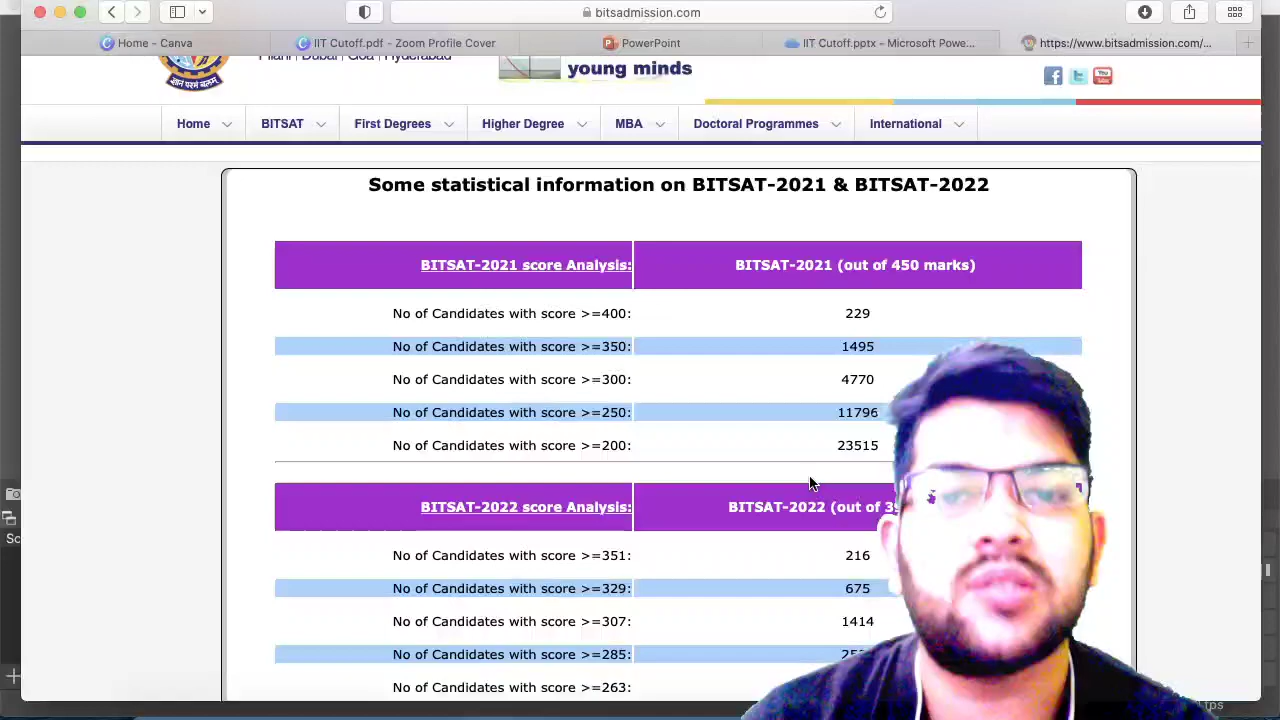 bitsadmission.com
Home - Canva
IIT Cutoff.pdf - Zoom Profile Cover
PowerPoint
IIT Cutoff.pptx - Microsoft Powe...
https://www.bitsadmission.com/...
Pilani | Dubai | Goa | Hyderabad
young minds
ज्ञानं परमं बलम्
Home
BITSAT
First Degrees
Higher Degree
MBA
Doctoral Programmes
International
Some statistical information on BITSAT-2021 & BITSAT-2022
BITSAT-2021 score Analysis: BITSAT-2021 (out of 450 marks)
No of Candidates with score >=400: 229
No of Candidates with score >=350: 1495
No of Candidates with score >=300: 4770
No of Candidates with score >=250: 11796
No of Candidates with score >=200: 23515
BITSAT-2022 score Analysis: BITSAT-2022 (out of
No of Candidates with score >=351: 216
No of Candidates with score >=329: 675
No of Candidates with score >=307: 1414
No of Candidates with score >=285:
No of Candidates with score >=263: